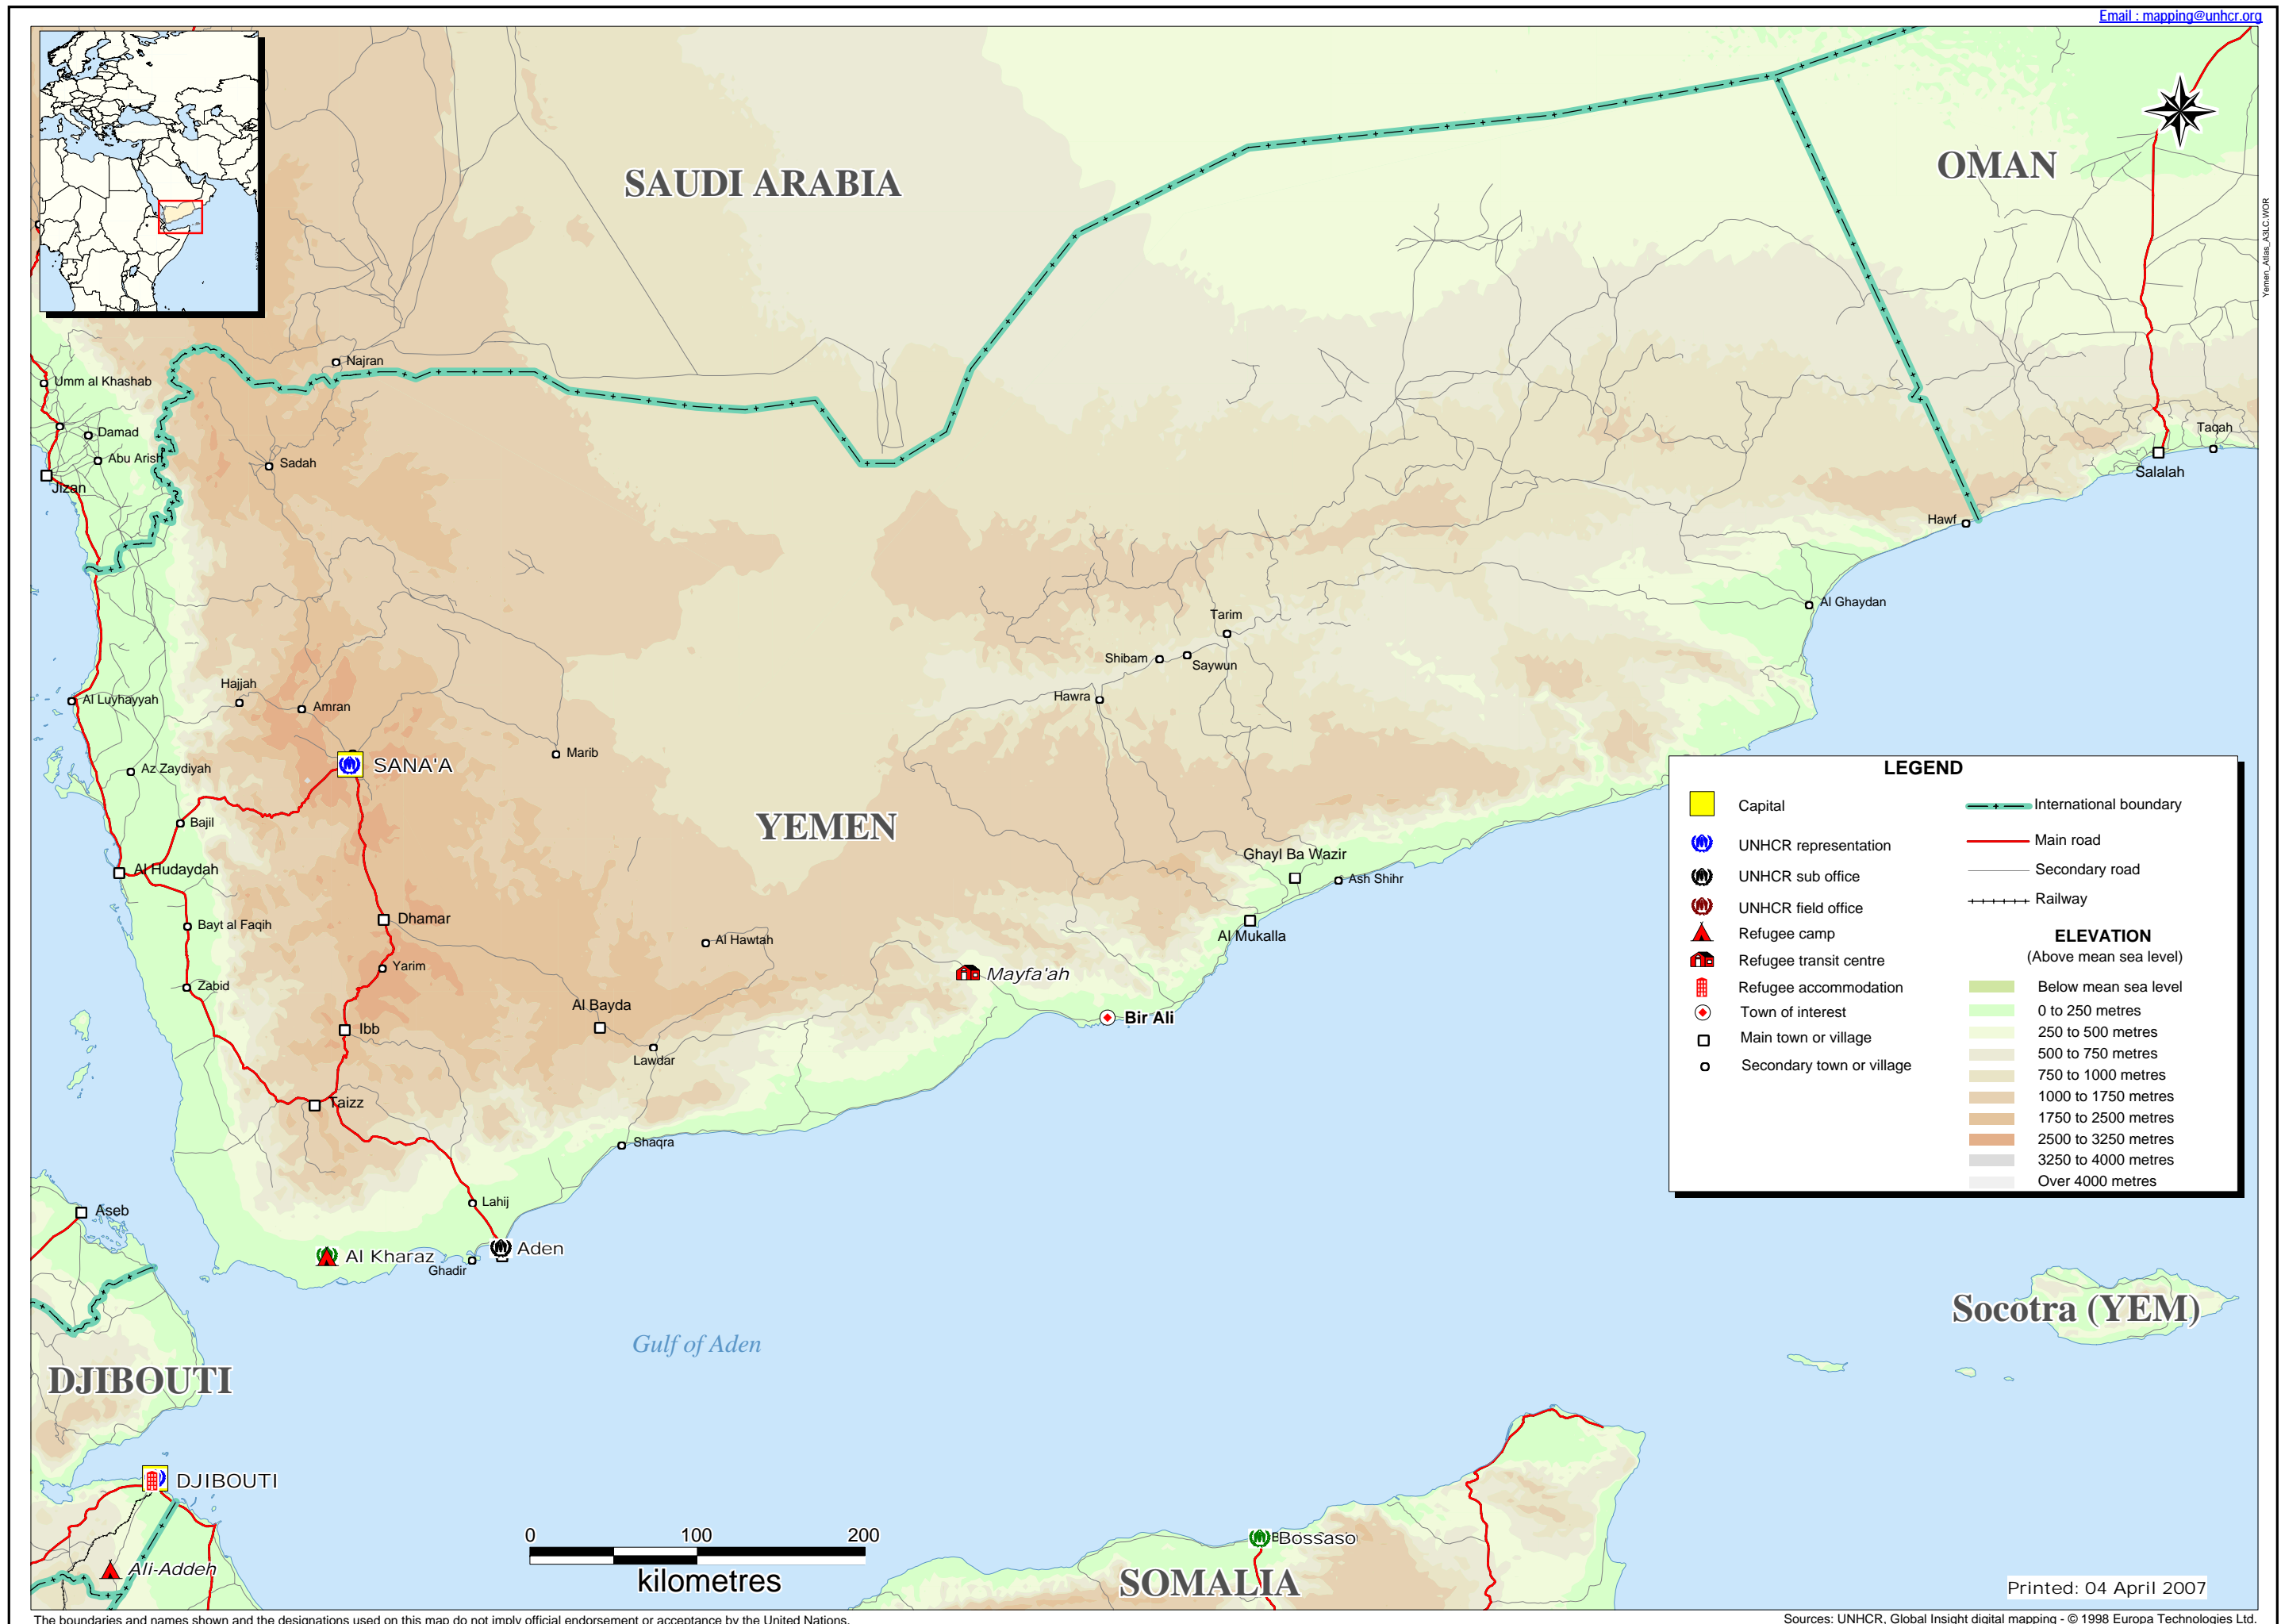 Email : mapping@unhcr.org
Yemen_Atlas_A3LC.WOR
SAUDI ARABIA
OMAN
Najran
Umm al Khashab
Damad
Abu Arish
Jizan
Sadah
Taqah
Salalah
Hawf
Al Ghaydan
Tarim
Shibam
Saywun
Hawra
Hajjah
Amran
Al Luyhayyah
Marib
SANA'A
Az Zaydiyah
Bajil
YEMEN
Al Hudaydah
Ghayl Ba Wazir
Ash Shihr
Dhamar
Bayt al Faqih
Al Hawtah
Al Mukalla
Yarim
Mayfa'ah
Zabid
Al Bayda
Bir Ali
Ibb
Lawdar
Taizz
Shaqra
Lahij
Aseb
Aden
Al Kharaz
Ghadir
Gulf of Aden
Socotra (YEM)
DJIBOUTI
DJIBOUTI
Ali-Addeh
Bossaso
SOMALIA
LEGEND
Capital
UNHCR representation
UNHCR sub office
UNHCR field office
Refugee camp
Refugee transit centre
Refugee accommodation
Town of interest
Main town or village
Secondary town or village
International boundary
Main road
Secondary road
Railway
ELEVATION
(Above mean sea level)
Below mean sea level
0 to 250 metres
250 to 500 metres
500 to 750 metres
750 to 1000 metres
1000 to 1750 metres
1750 to 2500 metres
2500 to 3250 metres
3250 to 4000 metres
Over 4000 metres
0 100 200
kilometres
Printed: 04 April 2007
The boundaries and names shown and the designations used on this map do not imply official endorsement or acceptance by the United Nations.
Sources: UNHCR, Global Insight digital mapping - © 1998 Europa Technologies Ltd.